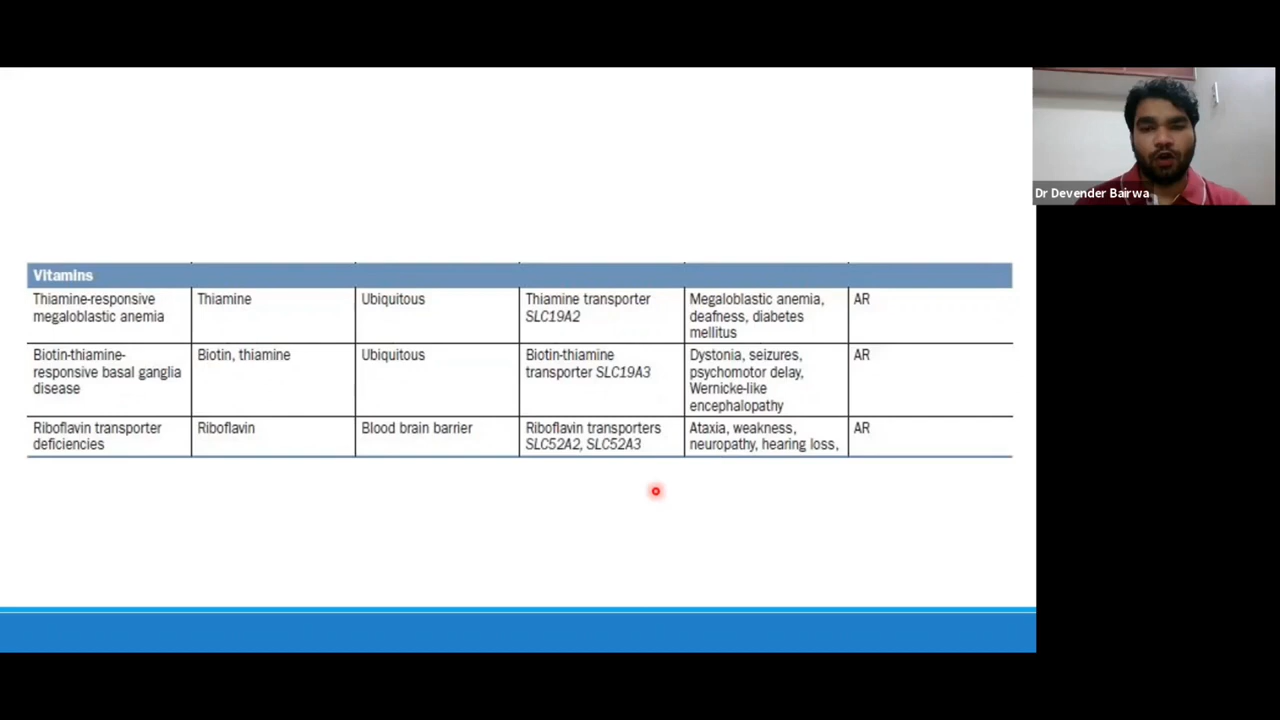 Vitamins
Thiamine-responsive
megaloblastic anemia
Thiamine
Ubiquitous
Thiamine transporter
SLC19A2
Megaloblastic anemia,
deafness, diabetes
mellitus
AR
Biotin-thiamine-
responsive basal ganglia
disease
Biotin, thiamine
Ubiquitous
Biotin-thiamine
transporter SLC19A3
Dystonia, seizures,
psychomotor delay,
Wernicke-like
encephalopathy
AR
Riboflavin transporter
deficiencies
Riboflavin
Blood brain barrier
Riboflavin transporters
SLC52A2, SLC52A3
Ataxia, weakness,
neuropathy, hearing loss,
AR
Dr Devender Bairwa